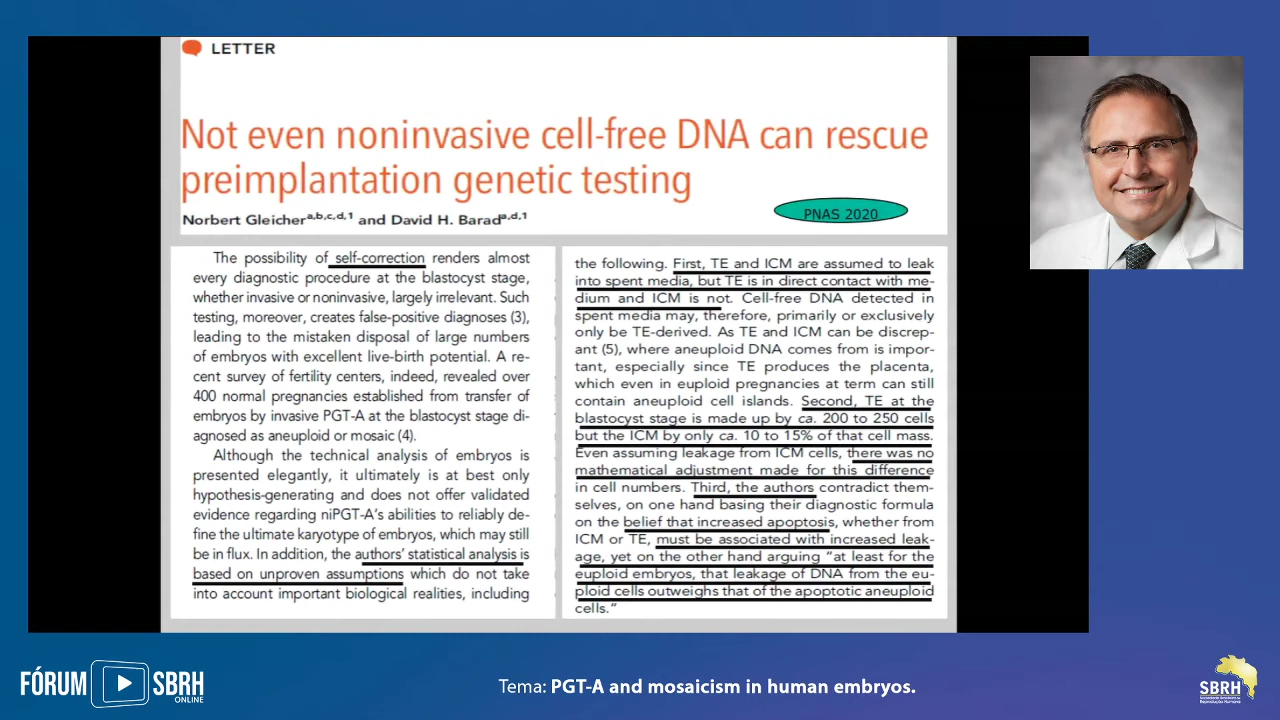 LETTER
Not even noninvasive cell-free DNA can rescue
preimplantation genetic testing
Norbert Gleichera,b,c,d,1 and David H. Barada,d,1
PNAS 2020
The possibility of self-correction renders almost
every diagnostic procedure at the blastocyst stage,
whether invasive or noninvasive, largely irrelevant. Such
testing, moreover, creates false-positive diagnoses (3),
leading to the mistaken disposal of large numbers
of embryos with excellent live-birth potential. A re-
cent survey of fertility centers, indeed, revealed over
400 normal pregnancies established from transfer of
embryos by invasive PGT-A at the blastocyst stage di-
agnosed as aneuploid or mosaic (4).
Although the technical analysis of embryos is
presented elegantly, it ultimately is at best only
hypothesis-generating and does not offer validated
evidence regarding niPGT-A's abilities to reliably de-
fine the ultimate karyotype of embryos, which may still
be in flux. In addition, the authors' statistical analysis is
based on unproven assumptions which do not take
into account important biological realities, including
the following. First, TE and ICM are assumed to leak
into spent media, but TE is in direct contact with me-
dium and ICM is not. Cell-free DNA detected in
spent media may, therefore, primarily or exclusively
only be TE-derived. As TE and ICM can be discrep-
ant (5), where aneuploid DNA comes from is impor-
tant, especially since TE produces the placenta,
which even in euploid pregnancies at term can still
contain aneuploid cell islands. Second, TE at the
blastocyst stage is made up by ca. 200 to 250 cells
but the ICM by only ca. 10 to 15% of that cell mass.
Even assuming leakage from ICM cells, there was no
mathematical adjustment made for this difference
in cell numbers. Third, the authors contradict them-
selves, on one hand basing their diagnostic formula
on the belief that increased apoptosis, whether from
ICM or TE, must be associated with increased leak-
age, yet on the other hand arguing "at least for the
euploid embryos, that leakage of DNA from the eu-
ploid cells outweighs that of the apoptotic aneuploid
cells."
FÓRUM SBRH
ONLINE
Tema: PGT-A and mosaicism in human embryos.
SBRH
Sociedade Brasileira de
Reprodução Humana